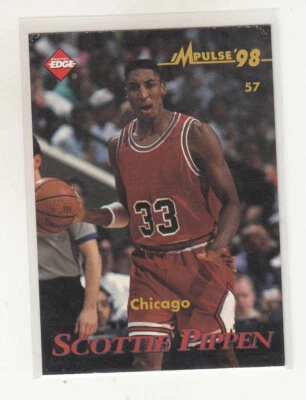 EDGE
iMPULSE '98
57
33
Chicago
SCOTTIE PIPPEN